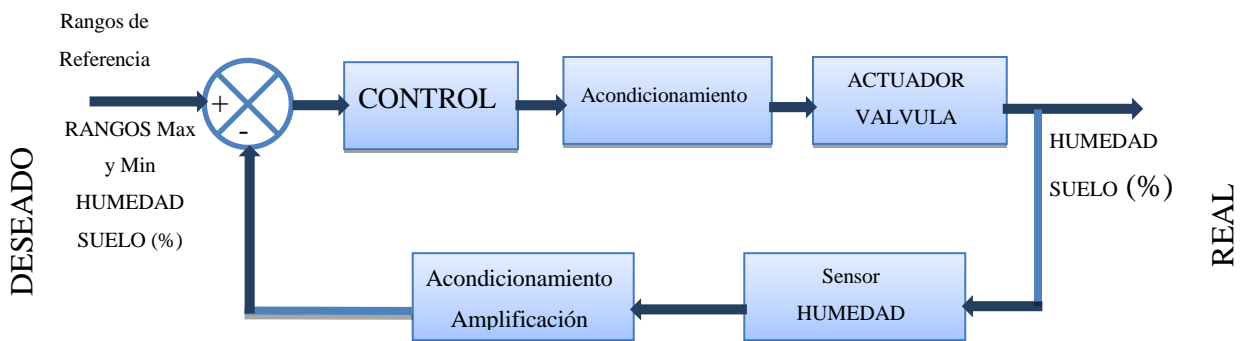 Rangos de
Referencia
+
-
RANGOS Max
y Min
HUMEDAD
SUELO (%)
DESEADO
CONTROL
Acondicionamiento
ACTUADOR
VALVULA
HUMEDAD
SUELO (%)
REAL
Acondicionamiento
Amplificación
Sensor
HUMEDAD